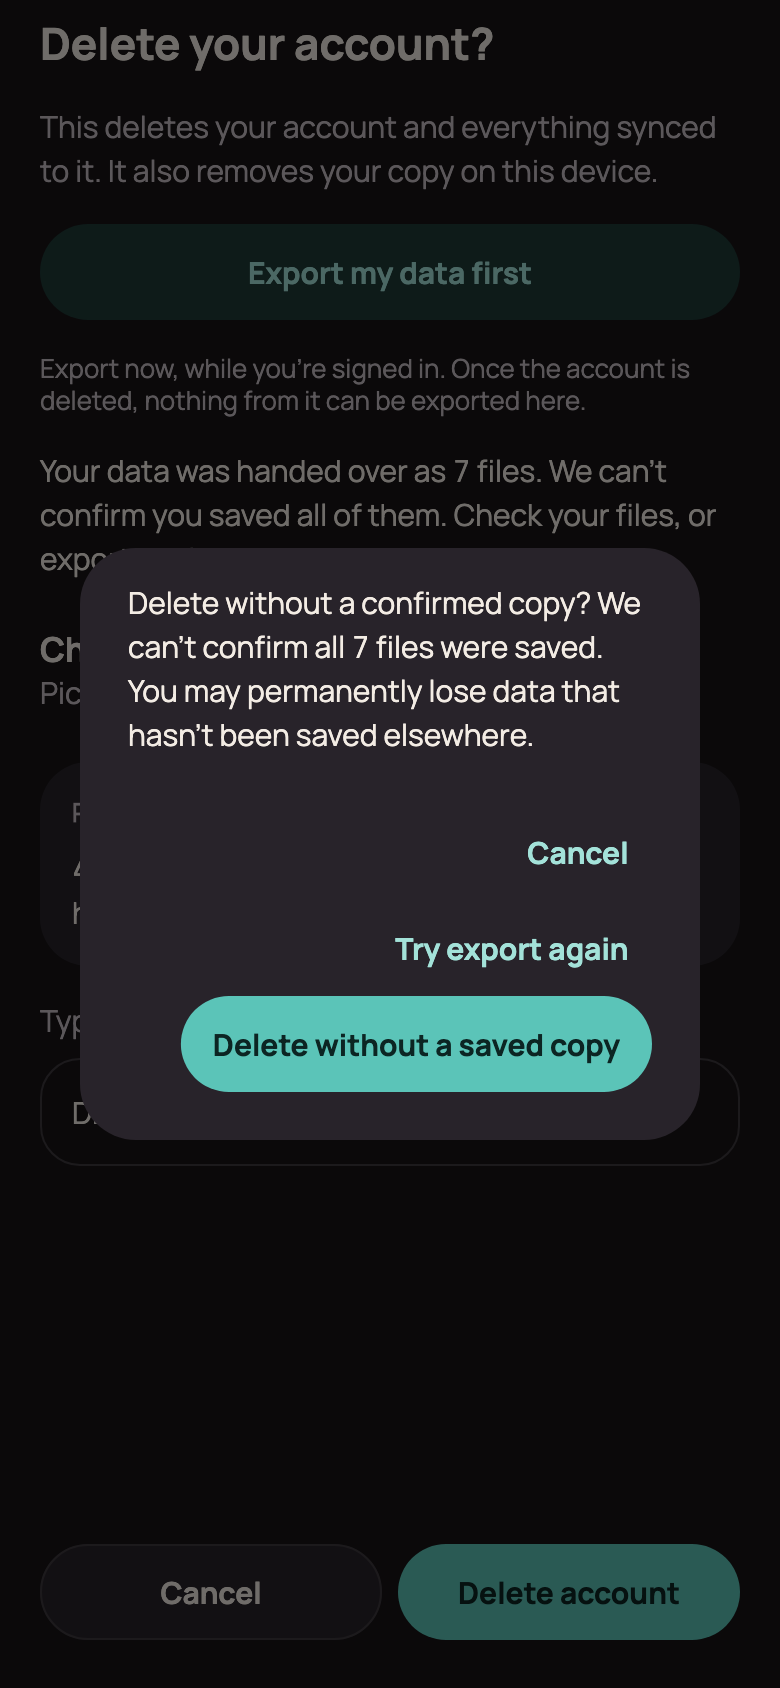 Delete your account?
This deletes your account and everything synced
to it. It also removes your copy on this device.
Export my data first
Export now, while you're signed in. Once the account is
deleted, nothing from it can be exported here.
Your data was handed over as 7 files. We can't
confirm you saved all of them. Check your files, or
Delete without a confirmed copy? We
can't confirm all 7 files were saved.
You may permanently lose data that
hasn't been saved elsewhere.
Cancel
Try export again
Delete without a saved copy
Cancel
Delete account